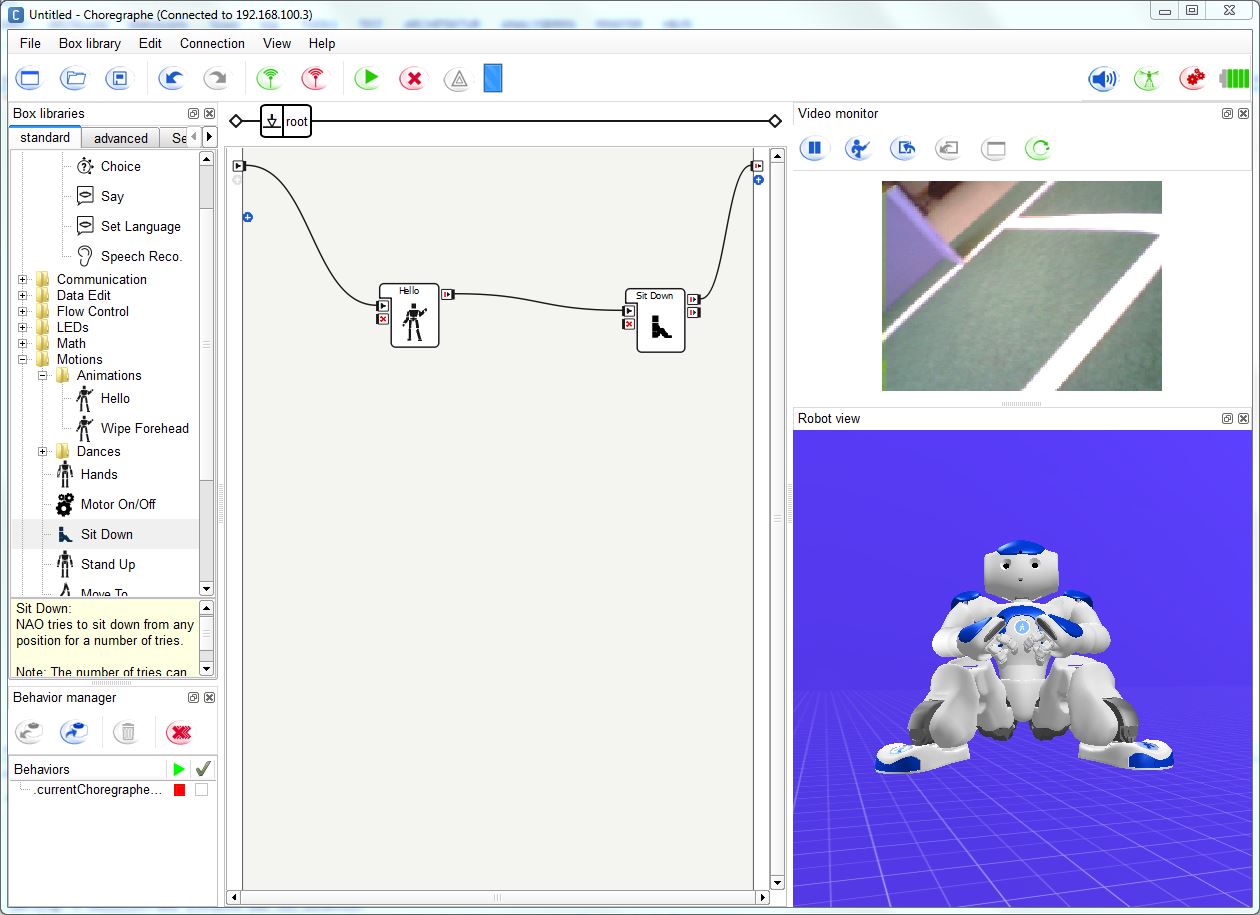 Untitled - Choregraphe (Connected to 192.168.100.3)
File Box library Edit Connection View Help
Box libraries
standard advanced Se
Choice
Say
Set Language
Speech Reco.
Communication
Data Edit
Flow Control
LEDs
Math
Motions
Animations
Hello
Wipe Forehead
Dances
Hands
Motor On/Off
Sit Down
Stand Up
Move To
Sit Down:
NAO tries to sit down from any
position for a number of tries.
Note: The number of tries can
Behavior manager
Behaviors
.currentChoregraphe...
root
Hello
Sit Down
Video monitor
Robot view